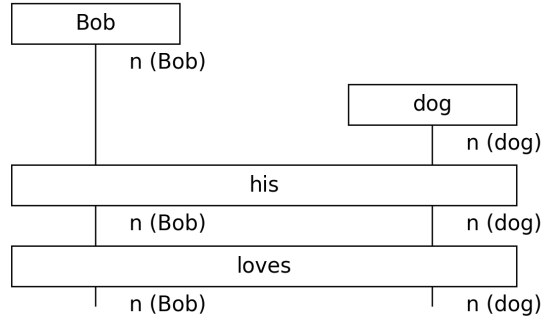 Bob
n (Bob)
dog
n (dog)
his
n (Bob) n (dog)
loves
n (Bob) n (dog)